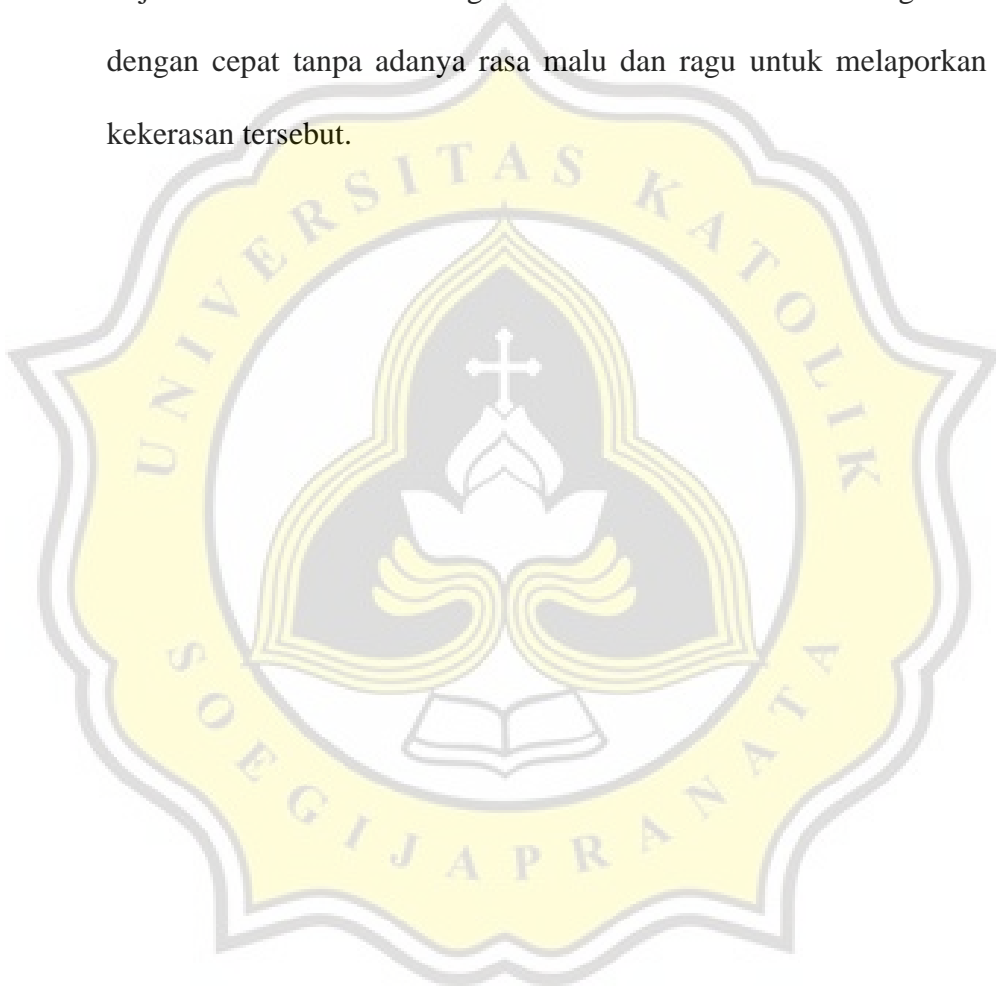 dengan cepat tanpa adanya rasa malu dan ragu untuk melaporkan
kekerasan tersebut.
UNIVERSITAS KATOLIK
SOEGIJAPRANATA